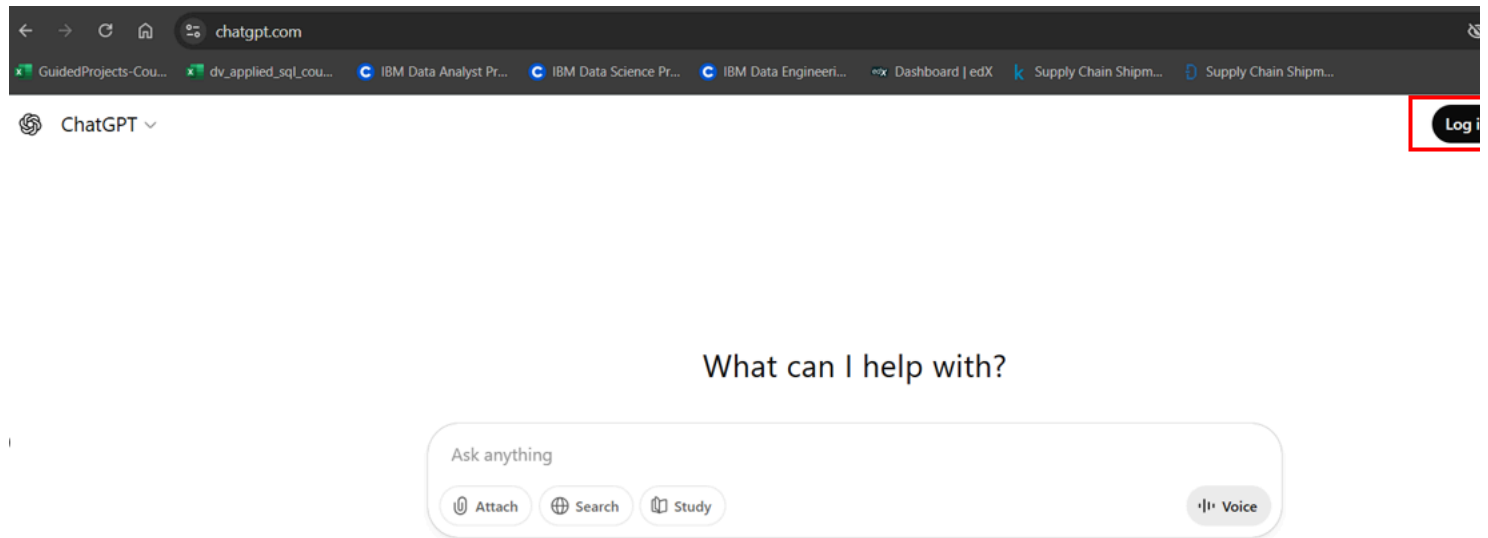 chatgpt.com
GuidedProjects-Cou... dv_applied_sql_cou... IBM Data Analyst Pr... IBM Data Science Pr... IBM Data Engineeri... Dashboard | edX Supply Chain Shipm... Supply Chain Shipm...
ChatGPT Log i
What can I help with?
Ask anything
Attach Search Study Voice